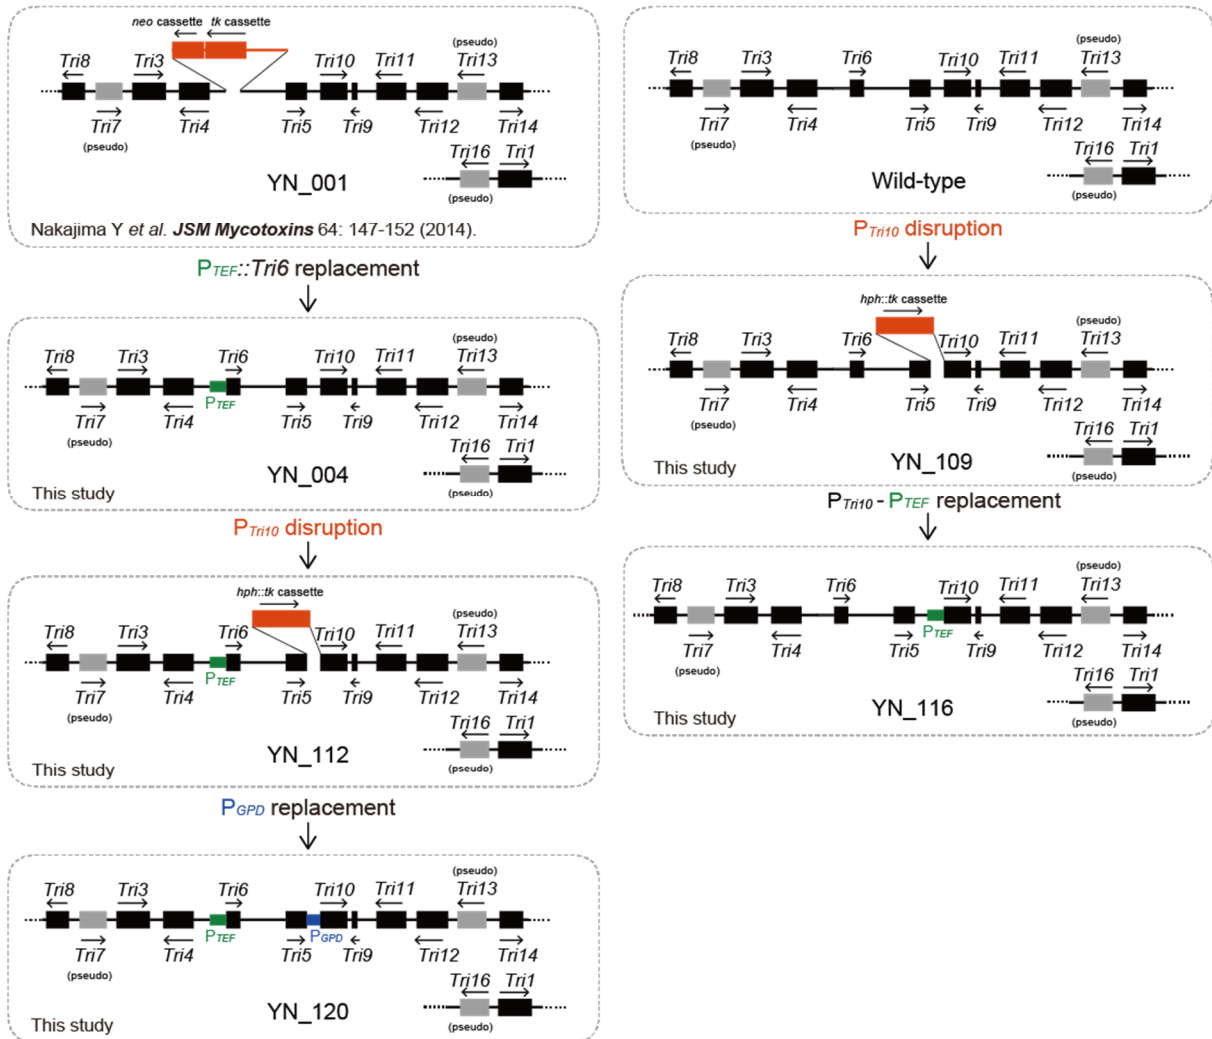 neo cassette tk cassette
(pseudo)
Tri8 Tri3 Tri10 Tri11 Tri13
Tri7 Tri4 Tri5 Tri9 Tri12 Tri14
(pseudo)
Tri16 Tri1
(pseudo)
YN_001
Nakajima Y et al. JSM Mycotoxins 64: 147-152 (2014).
PTEF::Tri6 replacement
(pseudo)
Tri8 Tri3 Tri6 Tri10 Tri11 Tri13
PTEF
Tri7 Tri4 Tri5 Tri9 Tri12 Tri14
(pseudo)
Tri16 Tri1
(pseudo)
YN_004
This study
PTri10 disruption
hph::tk cassette
(pseudo)
Tri8 Tri3 Tri6 Tri10 Tri11 Tri13
PTEF
Tri7 Tri4 Tri5 Tri9 Tri12 Tri14
(pseudo)
Tri16 Tri1
(pseudo)
YN_112
This study
PGPD replacement
(pseudo)
Tri8 Tri3 Tri6 Tri10 Tri11 Tri13
PTEF PGPD
Tri7 Tri4 Tri5 Tri9 Tri12 Tri14
(pseudo)
Tri16 Tri1
(pseudo)
YN_120
This study
(pseudo)
Tri8 Tri3 Tri6 Tri10 Tri11 Tri13
Tri7 Tri4 Tri5 Tri9 Tri12 Tri14
(pseudo)
Tri16 Tri1
(pseudo)
Wild-type
PTri10 disruption
hph::tk cassette
(pseudo)
Tri8 Tri3 Tri6 Tri10 Tri11 Tri13
Tri7 Tri4 Tri5 Tri9 Tri12 Tri14
(pseudo)
Tri16 Tri1
(pseudo)
YN_109
This study
PTri10 - PTEF replacement
(pseudo)
Tri8 Tri3 Tri6 Tri10 Tri11 Tri13
PTEF
Tri7 Tri4 Tri5 Tri9 Tri12 Tri14
(pseudo)
Tri16 Tri1
(pseudo)
YN_116
This study